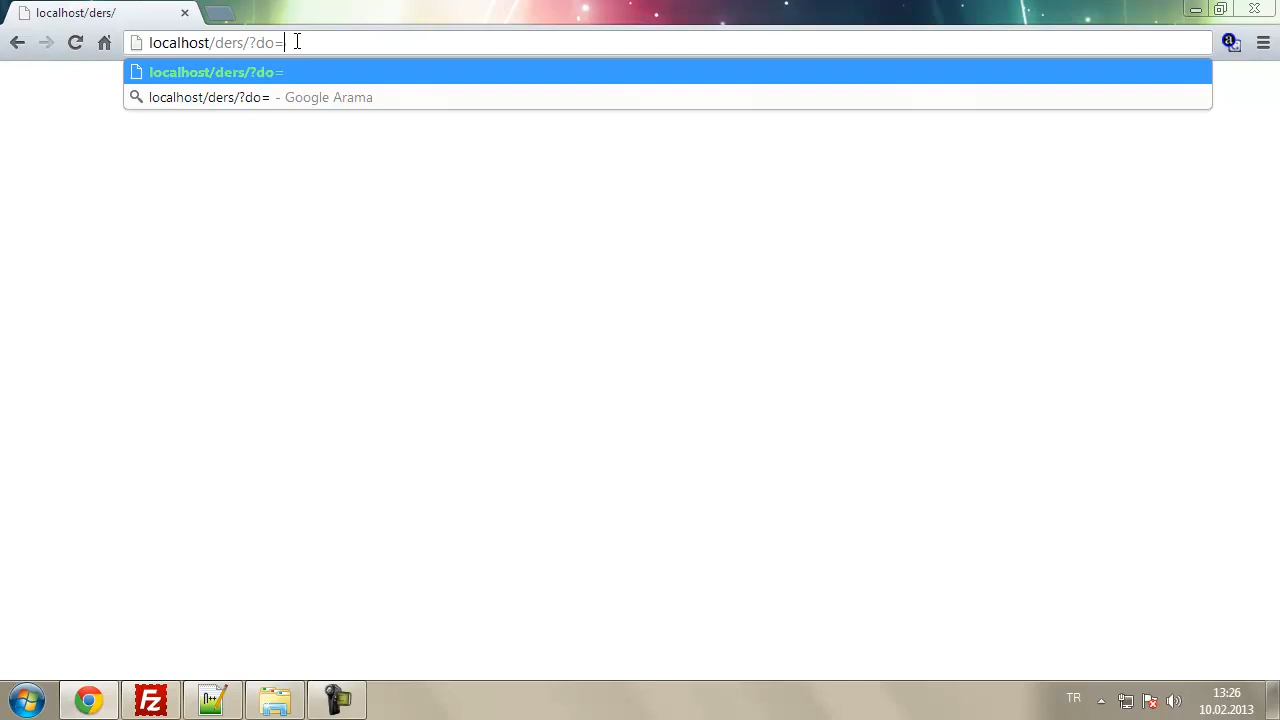 localhost/ders/
localhost/ders/?do=
localhost/ders/?do=
localhost/ders/?do= - Google Arama
a
Fz
n++
TR
13:26
10.02.2013